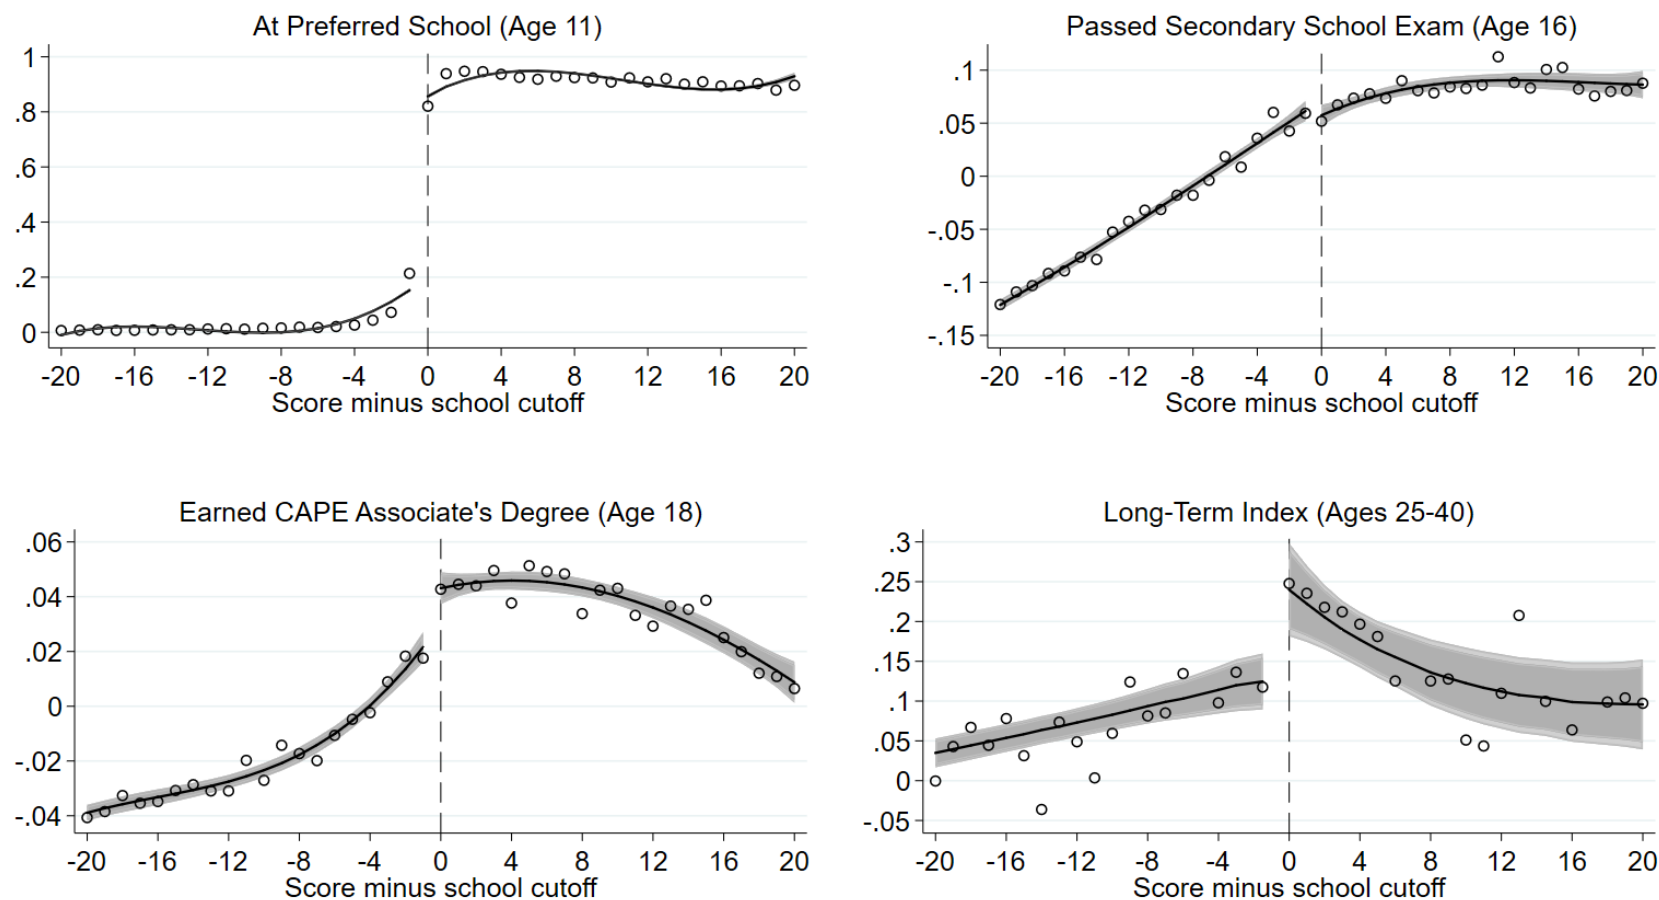 At Preferred School (Age 11)
1
.8
.6
.4
.2
0
-20 -16 -12 -8 -4 0 4 8 12 16 20
Score minus school cutoff
Passed Secondary School Exam (Age 16)
.1
.05
0
-.05
-.1
-.15
-20 -16 -12 -8 -4 0 4 8 12 16 20
Score minus school cutoff
Earned CAPE Associate's Degree (Age 18)
.06
.04
.02
0
-.02
-.04
-20 -16 -12 -8 -4 0 4 8 12 16 20
Score minus school cutoff
Long-Term Index (Ages 25-40)
.3
.25
.2
.15
.1
.05
0
-.05
-20 -16 -12 -8 -4 0 4 8 12 16 20
Score minus school cutoff